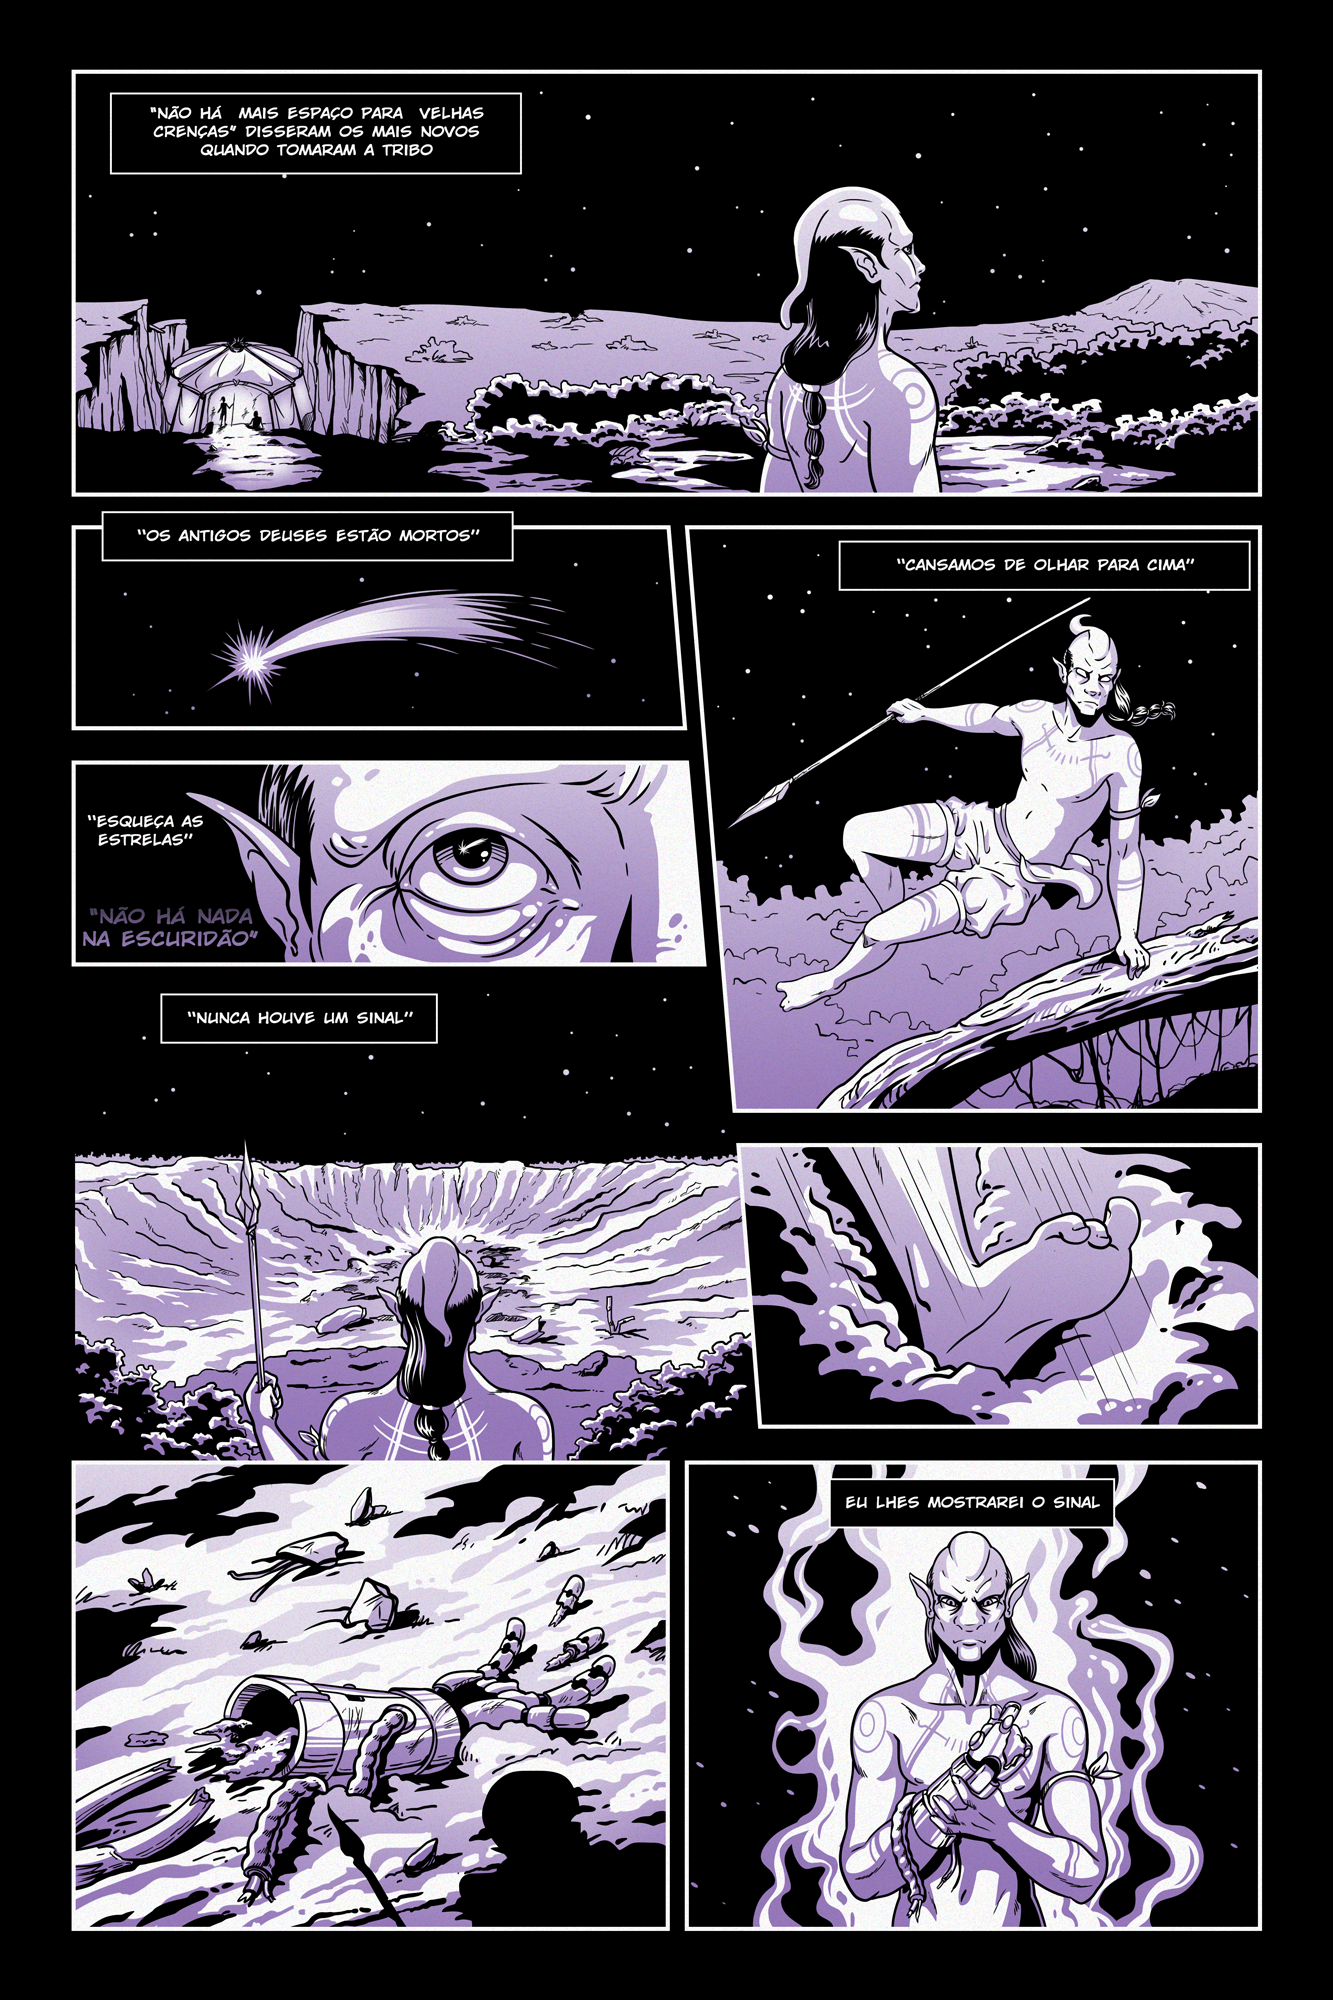 "NÃO HÁ MAIS ESPAÇO PARA VELHAS
CRENÇAS" DISSERAM OS MAIS NOVOS
QUANDO TOMARAM A TRIBO
"OS ANTIGOS DEUSES ESTÃO MORTOS"
"CANSAMOS DE OLHAR PARA CIMA"
"ESQUEÇA AS
ESTRELAS"
"NÃO HÁ NADA
NA ESCURIDÃO"
"NUNCA HOUVE UM SINAL"
EU LHES MOSTRAREI O SINAL